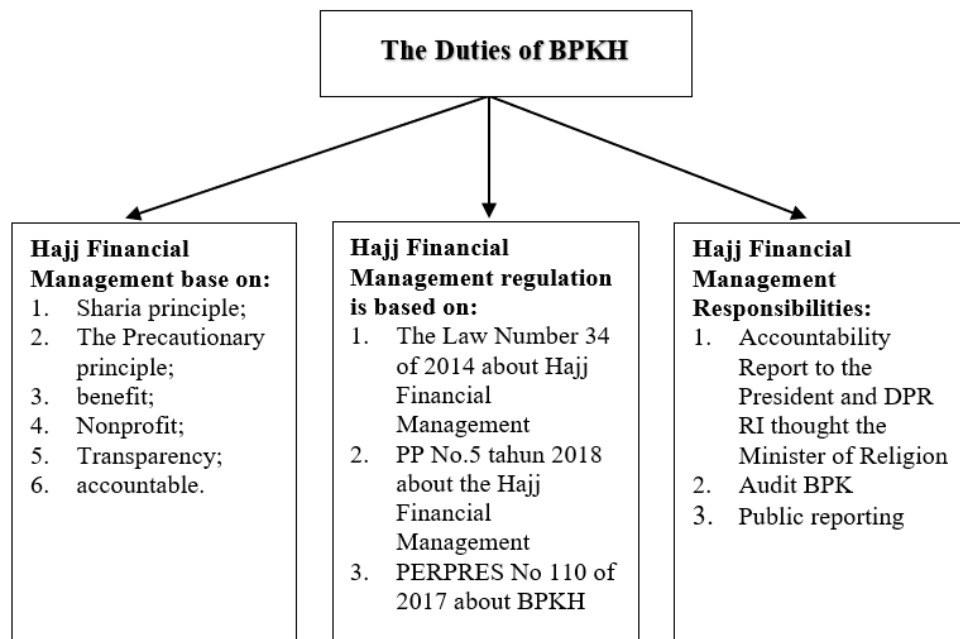 The Duties of BPKH
Hajj Financial
Management base on:
1. Sharia principle;
2. The Precautionary
principle;
3. benefit;
4. Nonprofit;
5. Transparency;
6. accountable.
Hajj Financial
Management regulation
is based on:
1. The Law Number 34
of 2014 about Hajj
Financial
Management
2. PP No.5 tahun 2018
about the Hajj
Financial
Management
3. PERPRES No 110 of
2017 about BPKH
Hajj Financial
Management
Responsibilities:
1. Accountability
Report to the
President and DPR
RI thought the
Minister of Religion
2. Audit BPK
3. Public reporting